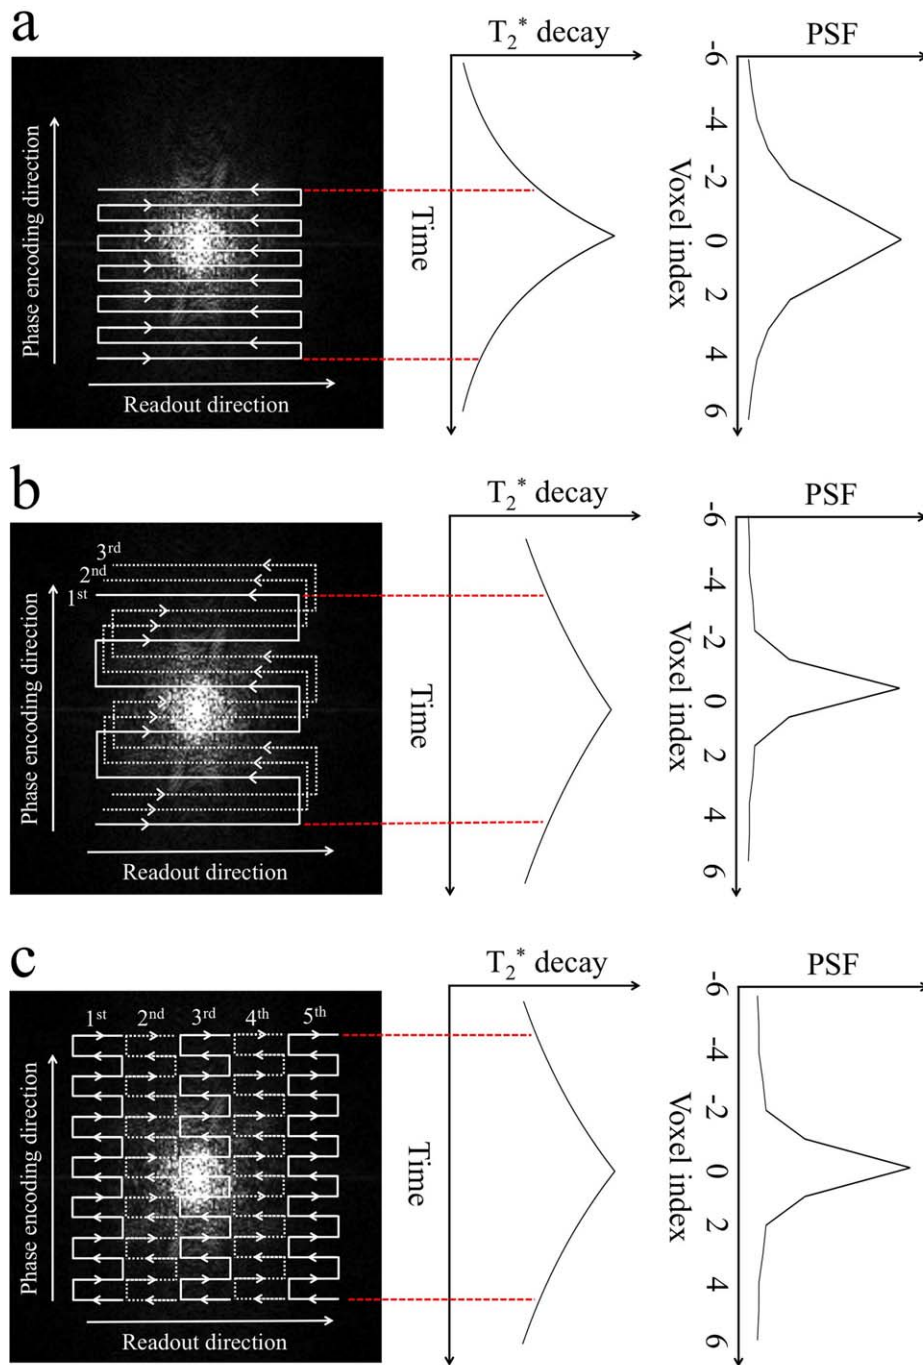 a
T2* decay
PSF
Phase encoding direction
Readout direction
Time
Voxel index
-6
-4
-2
0
2
4
6
b
T2* decay
PSF
3rd
2nd
1st
Phase encoding direction
Readout direction
Time
Voxel index
-6
-4
-2
0
2
4
6
c
T2* decay
PSF
1st 2nd 3rd 4th 5th
Phase encoding direction
Readout direction
Time
Voxel index
-6
-4
-2
0
2
4
6